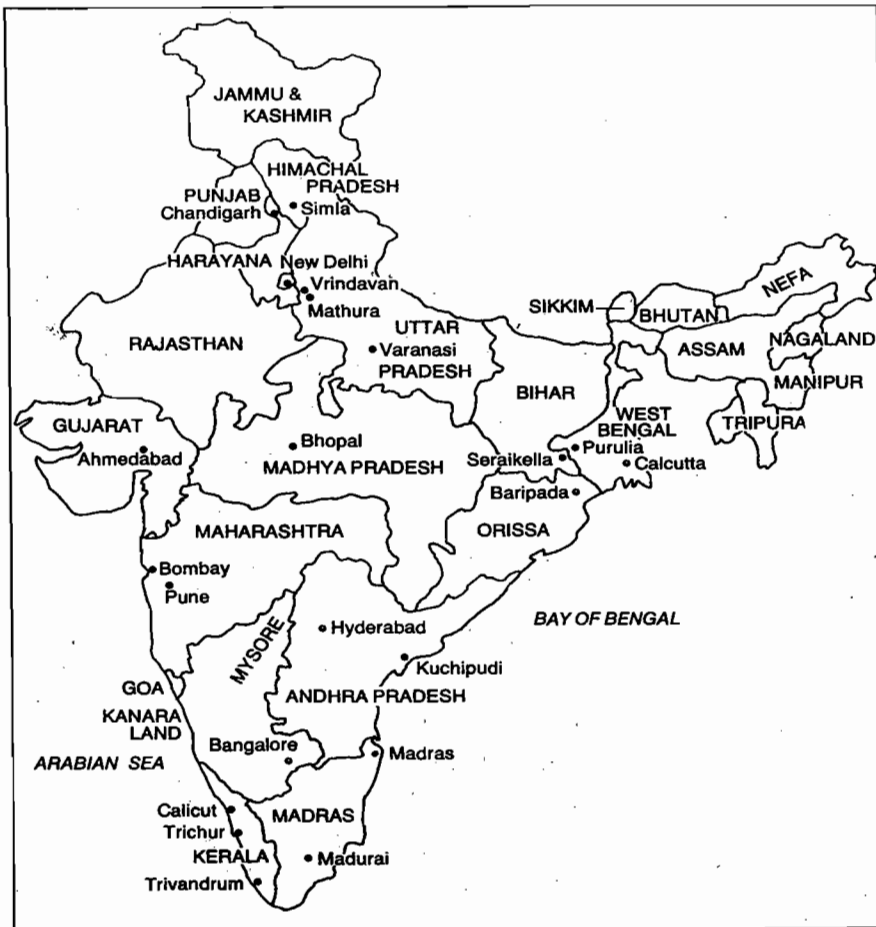 JAMMU &
KASHMIR
HIMACHAL
PRADESH
PUNJAB
Chandigarh
Simla
HARAYANA
New Delhi
Vrindavan
Mathura
RAJASTHAN
UTTAR
Varanasi
PRADESH
SIKKIM
BHUTAN
NEFA
ASSAM
NAGALAND
MANIPUR
TRIPURA
BIHAR
WEST
BENGAL
Purulia
Seraikella
Calcutta
Baripada
ORISSA
GUJARAT
Ahmedabad
Bhopal
MADHYA PRADESH
MAHARASHTRA
Bombay
Pune
BAY OF BENGAL
Hyderabad
MYSORE
Kuchipudi
ANDHRA PRADESH
GOA
KANARA
LAND
Bangalore
Madras
ARABIAN SEA
Calicut
MADRAS
Trichur
KERALA
Madurai
Trivandrum